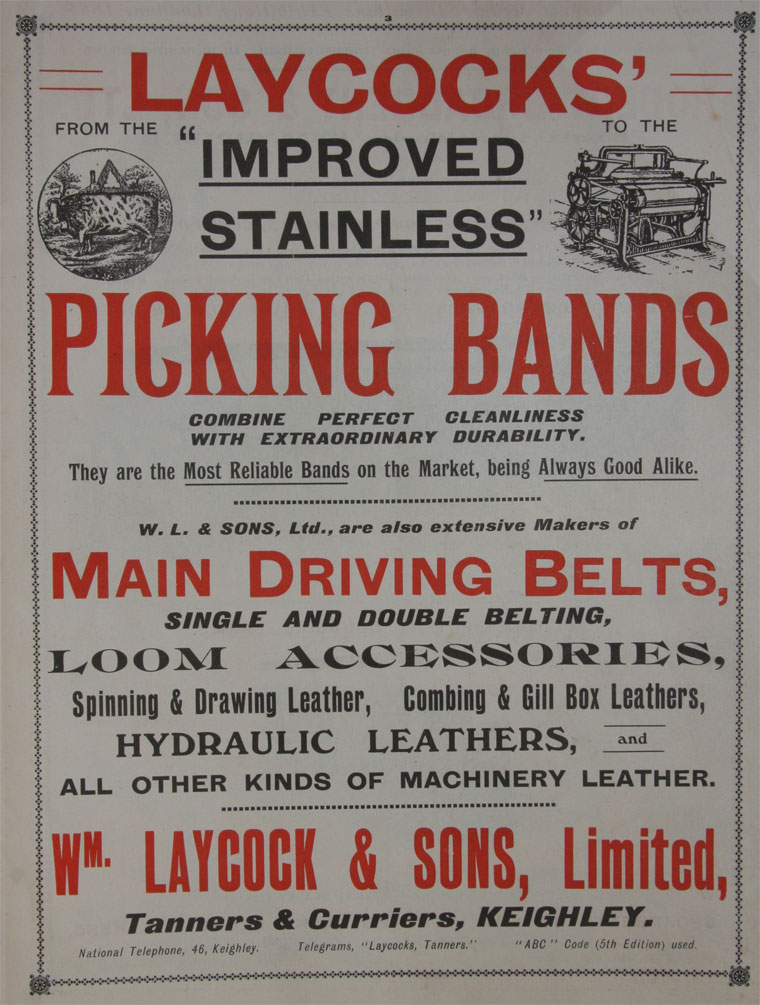 3
LAYCOCKS'
FROM THE
TO THE
"IMPROVED
STAINLESS"
PICKING BANDS
COMBINE PERFECT CLEANLINESS
WITH EXTRAORDINARY DURABILITY.
They are the Most Reliable Bands on the Market, being Always Good Alike.
W. L. & SONS, Ltd., are also extensive Makers of
MAIN DRIVING BELTS,
SINGLE AND DOUBLE BELTING,
LOOM ACCESSORIES,
Spinning & Drawing Leather, Combing & Gill Box Leathers,
HYDRAULIC LEATHERS, and
ALL OTHER KINDS OF MACHINERY LEATHER.
WM. LAYCOCK & SONS, Limited,
Tanners & Curriers, KEIGHLEY.
National Telephone, 46, Keighley. Telegrams, "Laycocks, Tanners." "ABC" Code (5th Edition) used.